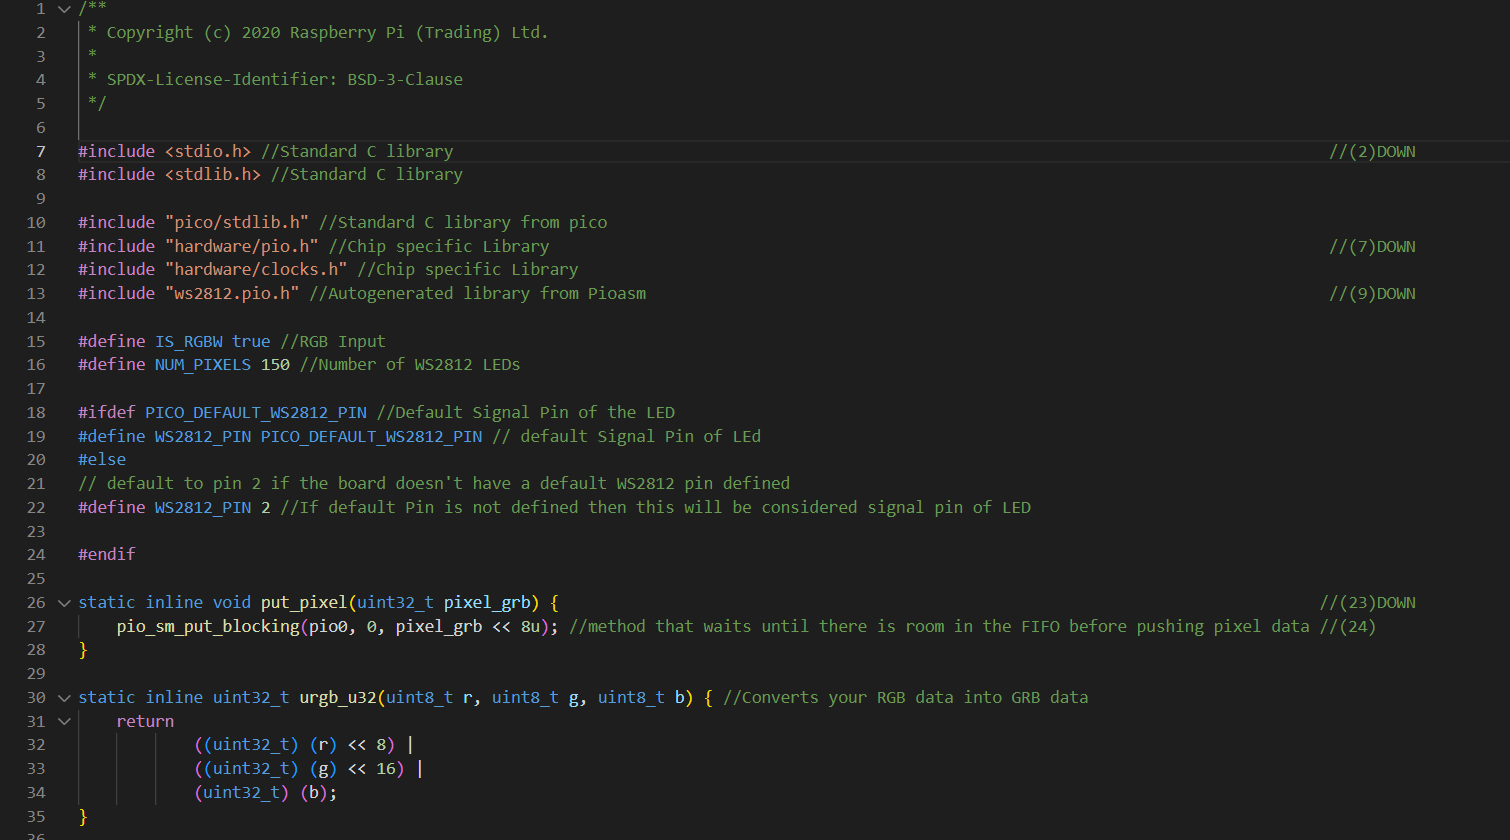 1 /**
2 * Copyright (c) 2020 Raspberry Pi (Trading) Ltd.
3 *
4 * SPDX-License-Identifier: BSD-3-Clause
5 */
6
7 #include <stdio.h> //Standard C library //(2)DOWN
8 #include <stdlib.h> //Standard C library
9
10 #include "pico/stdlib.h" //Standard C library from pico
11 #include "hardware/pio.h" //Chip specific Library //(7)DOWN
12 #include "hardware/clocks.h" //Chip specific Library
13 #include "ws2812.pio.h" //Autogenerated library from Pioasm //(9)DOWN
14
15 #define IS_RGBW true //RGB Input
16 #define NUM_PIXELS 150 //Number of WS2812 LEDs
17
18 #ifdef PICO_DEFAULT_WS2812_PIN //Default Signal Pin of the LED
19 #define WS2812_PIN PICO_DEFAULT_WS2812_PIN // default Signal Pin of LEd
20 #else
21 // default to pin 2 if the board doesn't have a default WS2812 pin defined
22 #define WS2812_PIN 2 //If default Pin is not defined then this will be considered signal pin of LED
23
24 #endif
25
26 static inline void put_pixel(uint32_t pixel_grb) { //(23)DOWN
27 pio_sm_put_blocking(pio0, 0, pixel_grb << 8u); //method that waits until there is room in the FIFO before pushing pixel data //(24)
28 }
29
30 static inline uint32_t urgb_u32(uint8_t r, uint8_t g, uint8_t b) { //Converts your RGB data into GRB data
31 return
32 ((uint32_t) (r) << 8) |
33 ((uint32_t) (g) << 16) |
34 (uint32_t) (b);
35 }
36